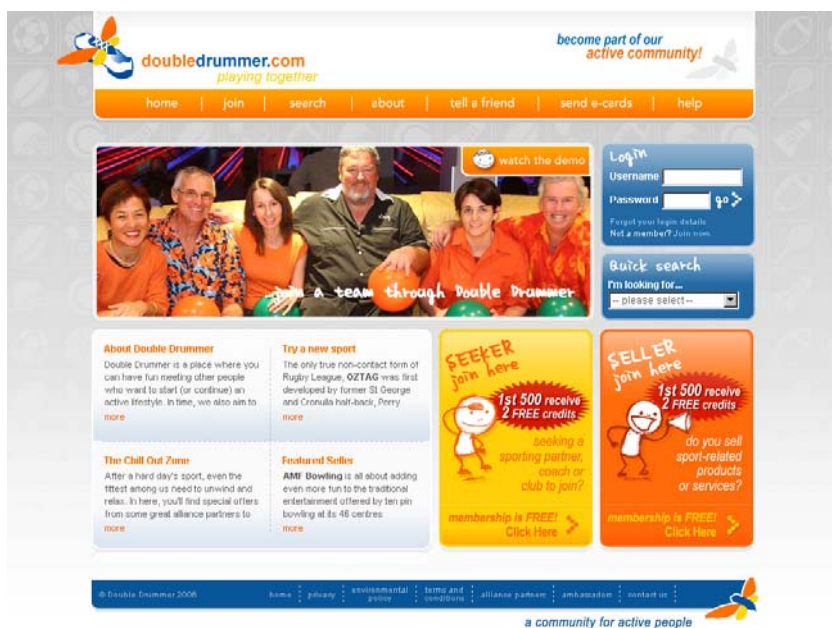 become part of our
active community!
doubledrummer.com
playing together
home | join | search | about | tell a friend | send e-cards | help
watch the demo
join a team through Double Drummer
Login
Username
Password go
Forgot your login details
Not a member? Join now
Quick search
I'm looking for...
-- please select --
About Double Drummer
Double Drummer is a place where you
can have fun meeting other people
who want to start (or continue) an
active lifestyle. In time, we also aim to
more
Try a new sport
The only true non-contact form of
Rugby League, OZTAG was first
developed by former St George
and Cronulla half-back, Perry
more
The Chill Out Zone
After a hard day's sport, even the
fittest among us need to unwind and
relax. In here, you'll find special offers
from some great alliance partners to
more
Featured Seller
AMF Bowling is all about adding
even more fun to the traditional
entertainment offered by ten pin
bowling at its 46 centres
more
SEEKER
join here
1st 500 receive
2 FREE credits
seeking a
sporting partner,
coach or
club to join?
membership is FREE!
Click Here
SELLER
join here
1st 500 receive
2 FREE credits
do you sell
sport-related
products
or services?
membership is FREE!
Click Here
© Double Drummer 2006
home
privacy
environmental
policy
terms and
conditions
alliance partners
ambassadors
contact us
a community for active people